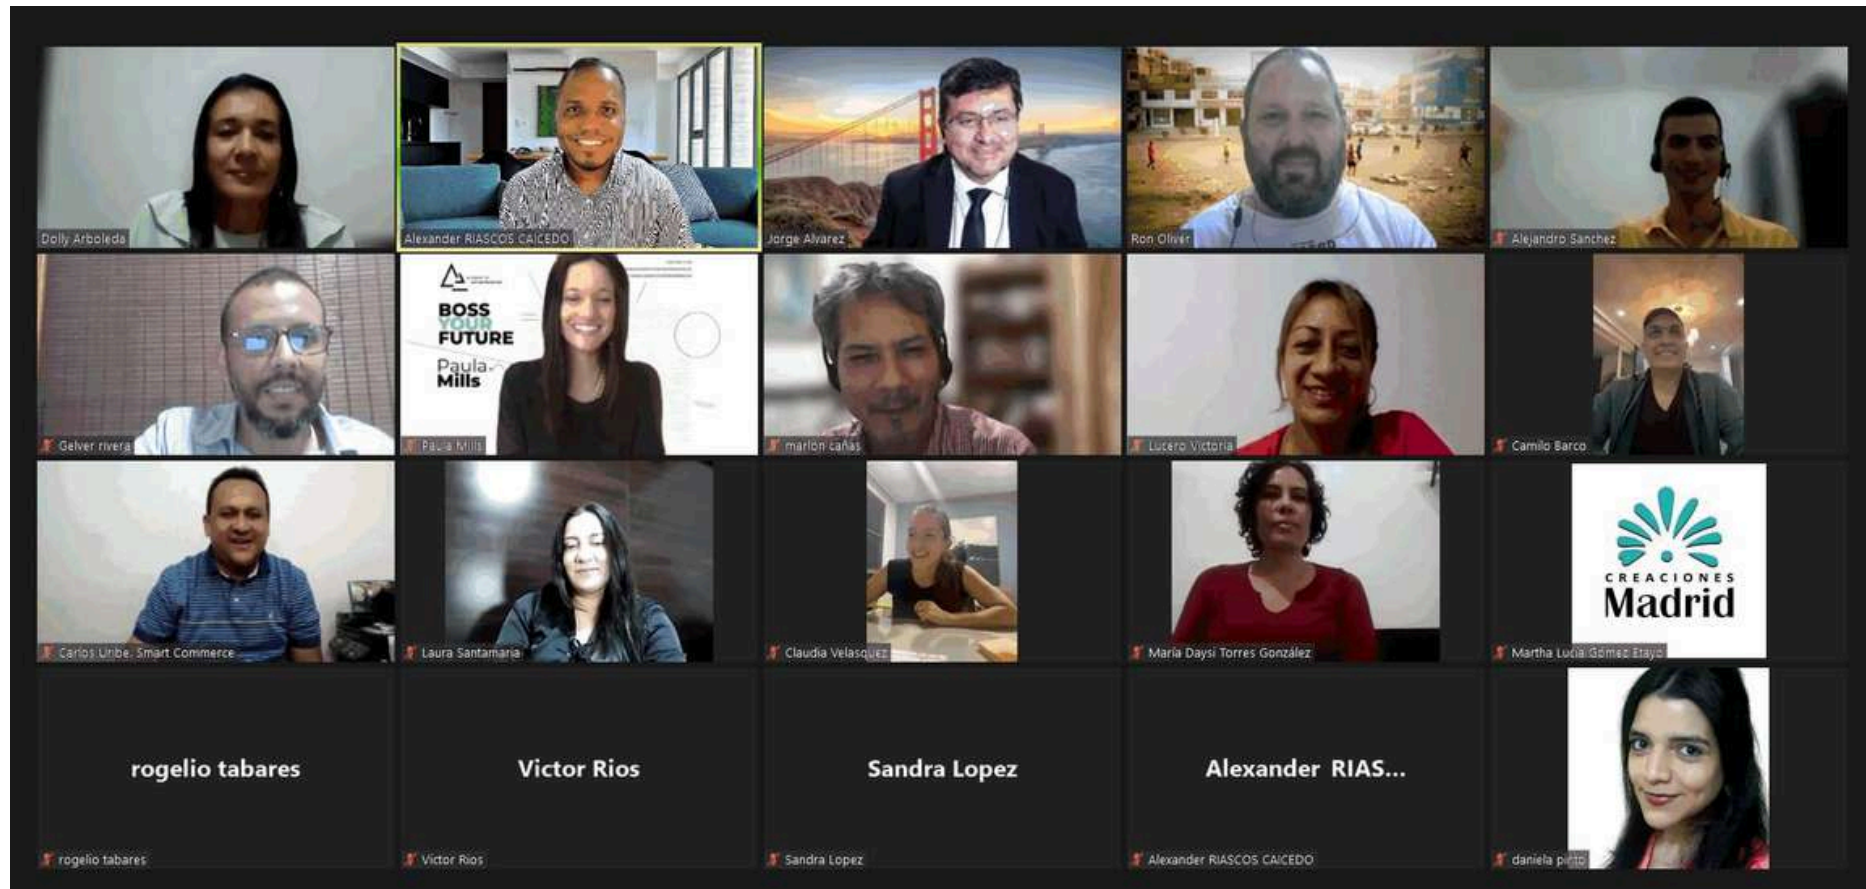 Dolly Arboleda
Alexander RIASCOS CAICEDO
Jorge Alvarez
Ron Oliver
Alejandro Sanchez
Gelver rivera
BOSS
YOUR
FUTURE
Paula
Mills
Paula Mills
marlon cañas
Lucero Victoria
Camilo Barco
Carlos Uribe. Smart Commerce
Laura Santamaria
Claudia Velasquez
María Daysi Torres González
CREACIONES
Madrid
Martha Lucia Gómez Etayo
rogelio tabares
Victor Rios
Sandra Lopez
Alexander RIAS...
rogelio tabares
Victor Rios
Sandra Lopez
Alexander RIASCOS CAICEDO
daniela pinto